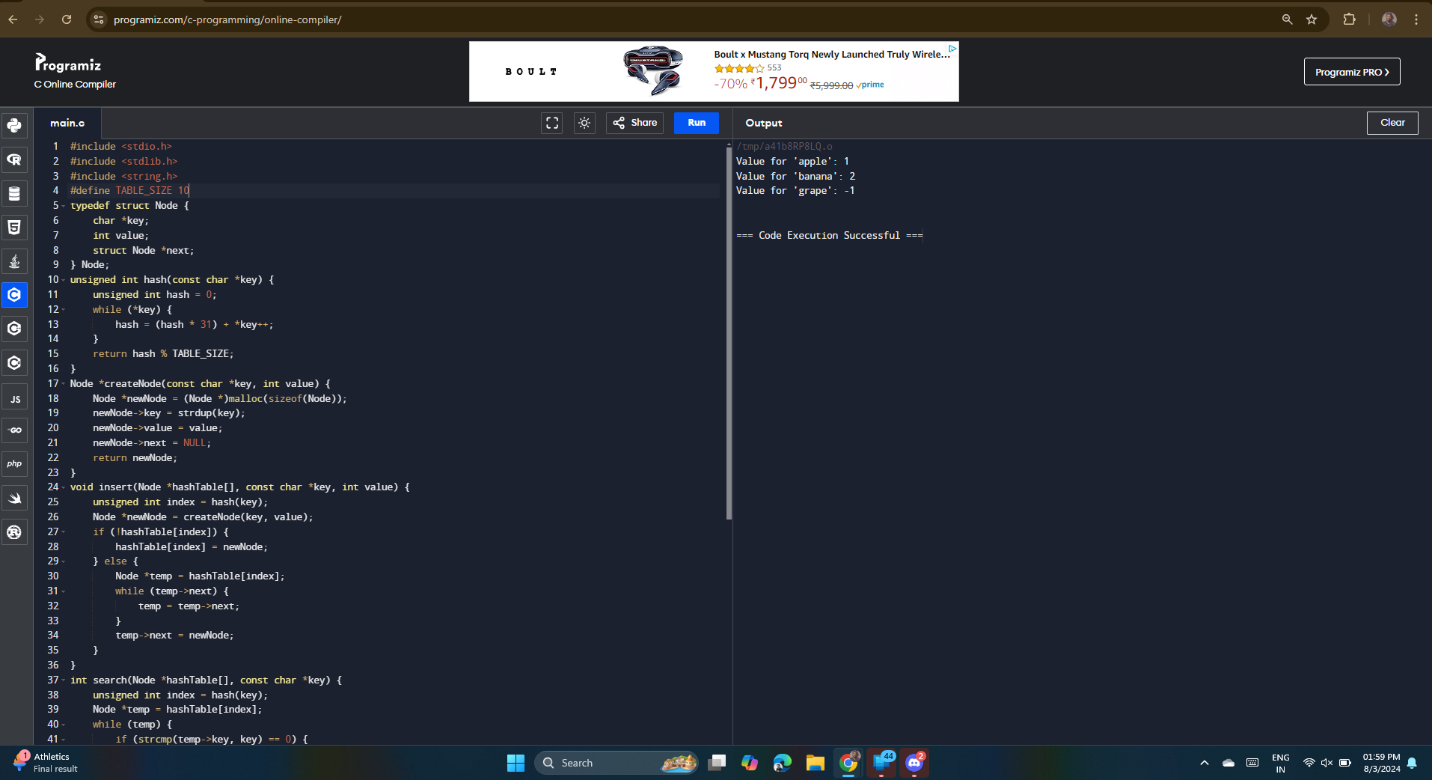 programiz.com/c-programming/online-compiler/
Programiz
C Online Compiler
BOULT
Boult x Mustang Torq Newly Launched Truly Wirele...
553
-70% ₹1,799⁰⁰ ₹5,999.00 ✓prime
Programiz PRO ❯
main.c
Share
Run
Output
Clear
1 #include <stdio.h>
2 #include <stdlib.h>
3 #include <string.h>
4 #define TABLE_SIZE 10
5 typedef struct Node {
6     char *key;
7     int value;
8     struct Node *next;
9 } Node;
10 unsigned int hash(const char *key) {
11     unsigned int hash = 0;
12     while (*key) {
13         hash = (hash * 31) + *key++;
14     }
15     return hash % TABLE_SIZE;
16 }
17 Node *createNode(const char *key, int value) {
18     Node *newNode = (Node *)malloc(sizeof(Node));
19     newNode->key = strdup(key);
20     newNode->value = value;
21     newNode->next = NULL;
22     return newNode;
23 }
24 void insert(Node *hashTable[], const char *key, int value) {
25     unsigned int index = hash(key);
26     Node *newNode = createNode(key, value);
27     if (!hashTable[index]) {
28         hashTable[index] = newNode;
29     } else {
30         Node *temp = hashTable[index];
31         while (temp->next) {
32             temp = temp->next;
33         }
34         temp->next = newNode;
35     }
36 }
37 int search(Node *hashTable[], const char *key) {
38     unsigned int index = hash(key);
39     Node *temp = hashTable[index];
40     while (temp) {
41         if (strcmp(temp->key, key) == 0) {
/tmp/a41b8RP8LQ.o
Value for 'apple': 1
Value for 'banana': 2
Value for 'grape': -1
=== Code Execution Successful ===
JS
GO
php
1
Athletics
Final result
Search
44
2
ENG
IN
01:59 PM
8/3/2024